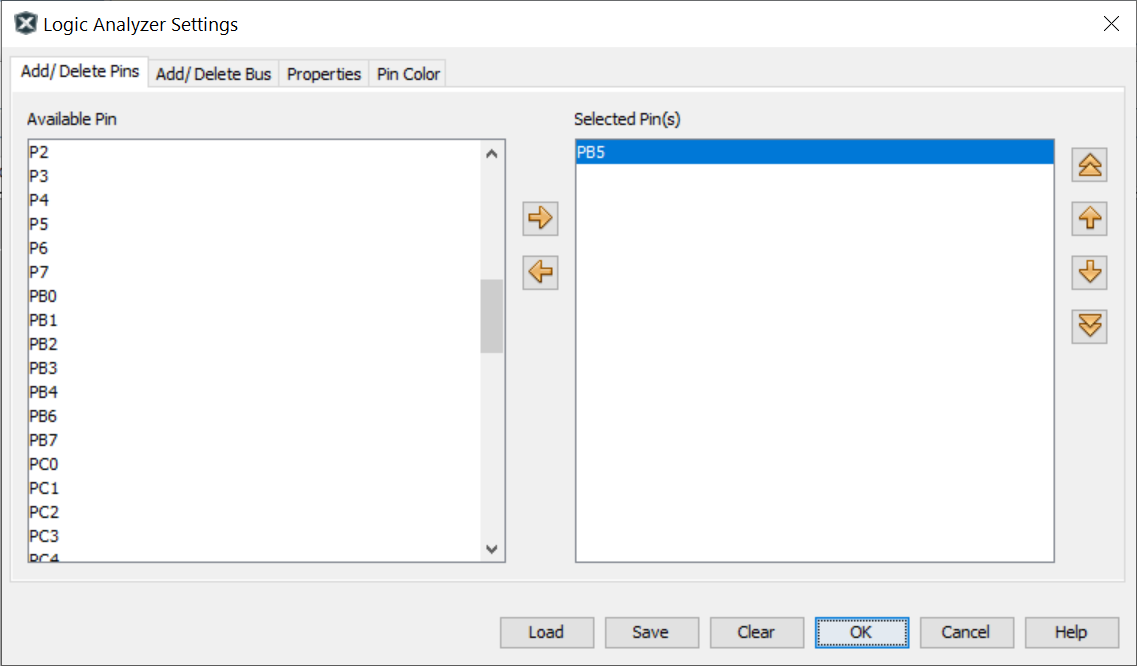 Logic Analyzer Settings
Add/Delete Pins
Add/Delete Bus
Properties
Pin Color
Available Pin
Selected Pin(s)
P2
P3
P4
P5
P6
P7
PB0
PB1
PB2
PB3
PB4
PB6
PB7
PC0
PC1
PC2
PC3
PC4
PB5
Load
Save
Clear
OK
Cancel
Help